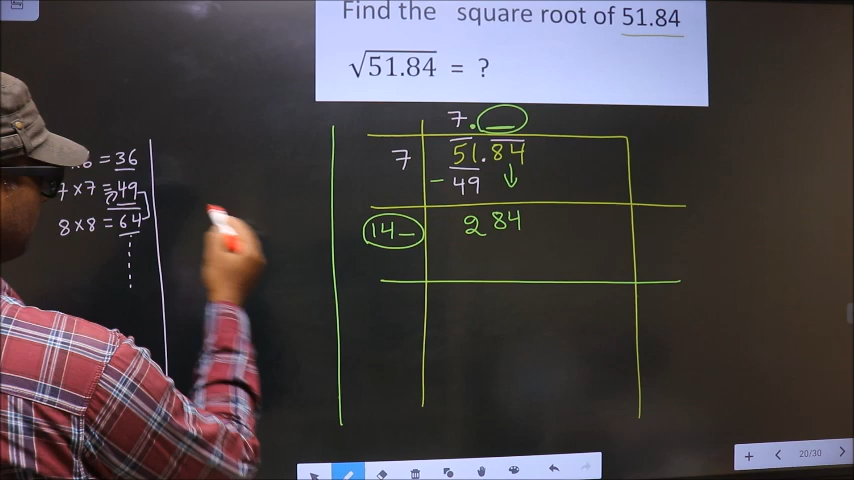 Find the square root of 51.84
√51.84 = ?
7.
7 51.84
- 49
14_ 284
6 = 36
7 x 7 = 49
8 x 8 = 64
20/30